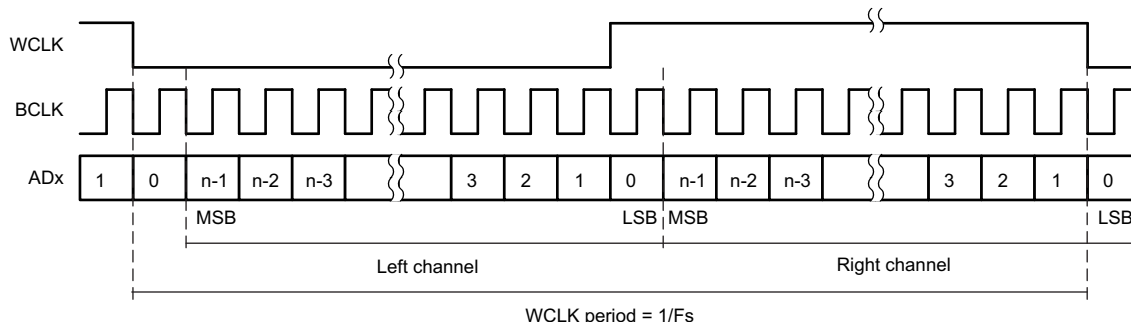 WCLK
BCLK
ADx 1 0 n-1 n-2 n-3 3 2 1 0 n-1 n-2 n-3 3 2 1 0
MSB LSB MSB LSB
Left channel Right channel
WCLK period = 1/Fs